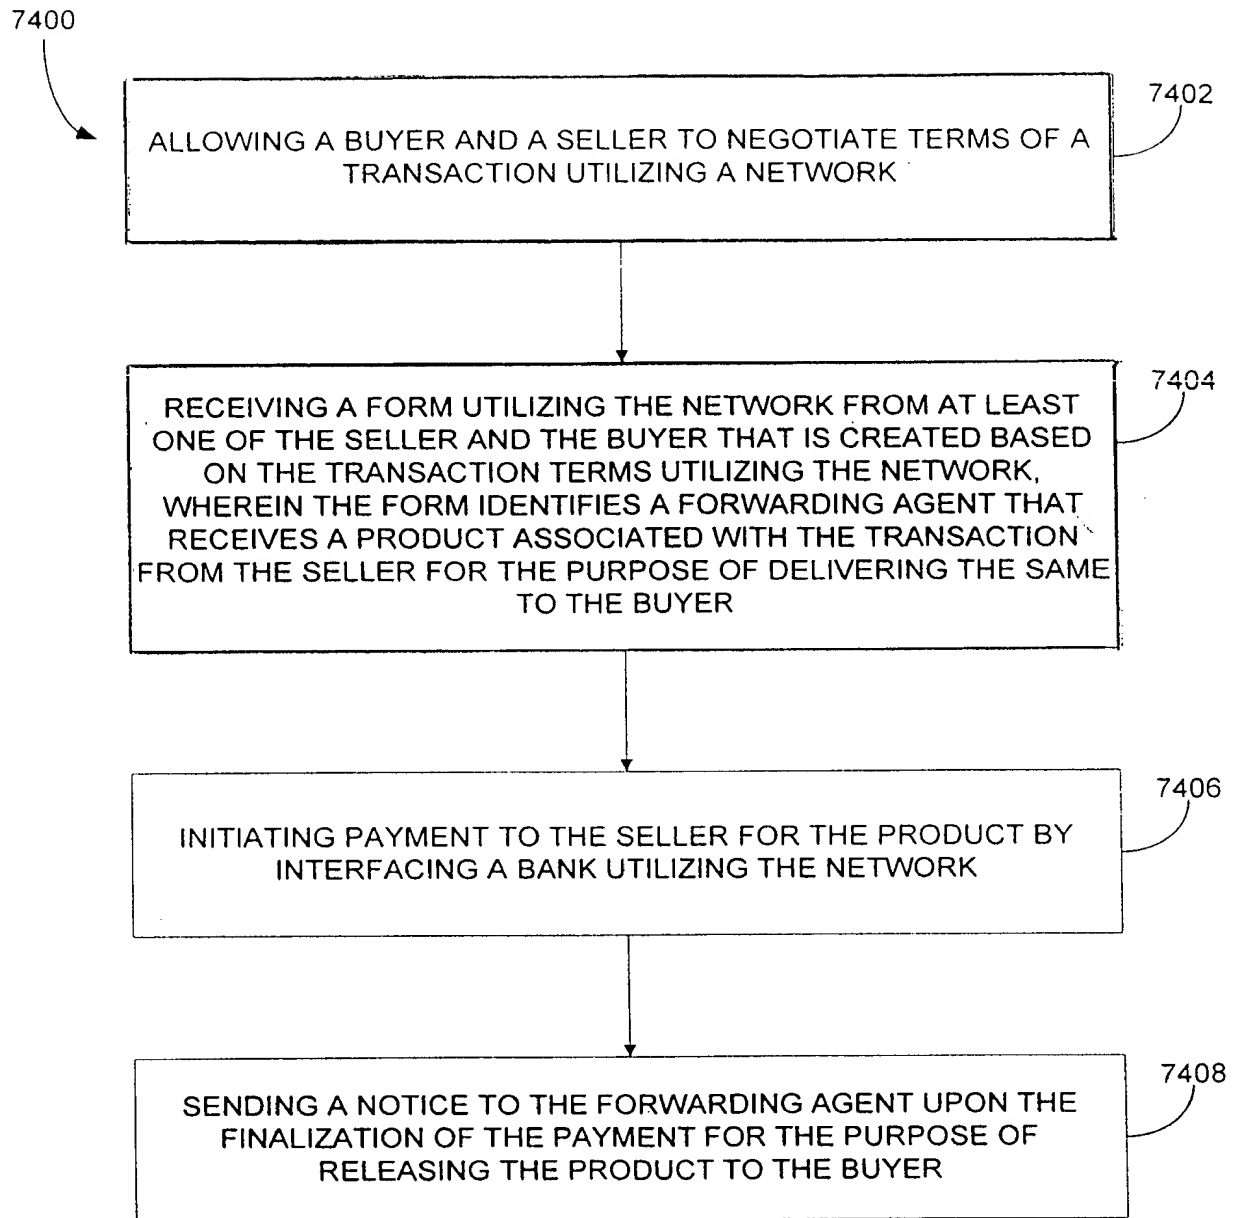 7400
7402
ALLOWING A BUYER AND A SELLER TO NEGOTIATE TERMS OF A
TRANSACTION UTILIZING A NETWORK
7404
RECEIVING A FORM UTILIZING THE NETWORK FROM AT LEAST
ONE OF THE SELLER AND THE BUYER THAT IS CREATED BASED
ON THE TRANSACTION TERMS UTILIZING THE NETWORK,
WHEREIN THE FORM IDENTIFIES A FORWARDING AGENT THAT
RECEIVES A PRODUCT ASSOCIATED WITH THE TRANSACTION
FROM THE SELLER FOR THE PURPOSE OF DELIVERING THE SAME
TO THE BUYER
7406
INITIATING PAYMENT TO THE SELLER FOR THE PRODUCT BY
INTERFACING A BANK UTILIZING THE NETWORK
7408
SENDING A NOTICE TO THE FORWARDING AGENT UPON THE
FINALIZATION OF THE PAYMENT FOR THE PURPOSE OF
RELEASING THE PRODUCT TO THE BUYER